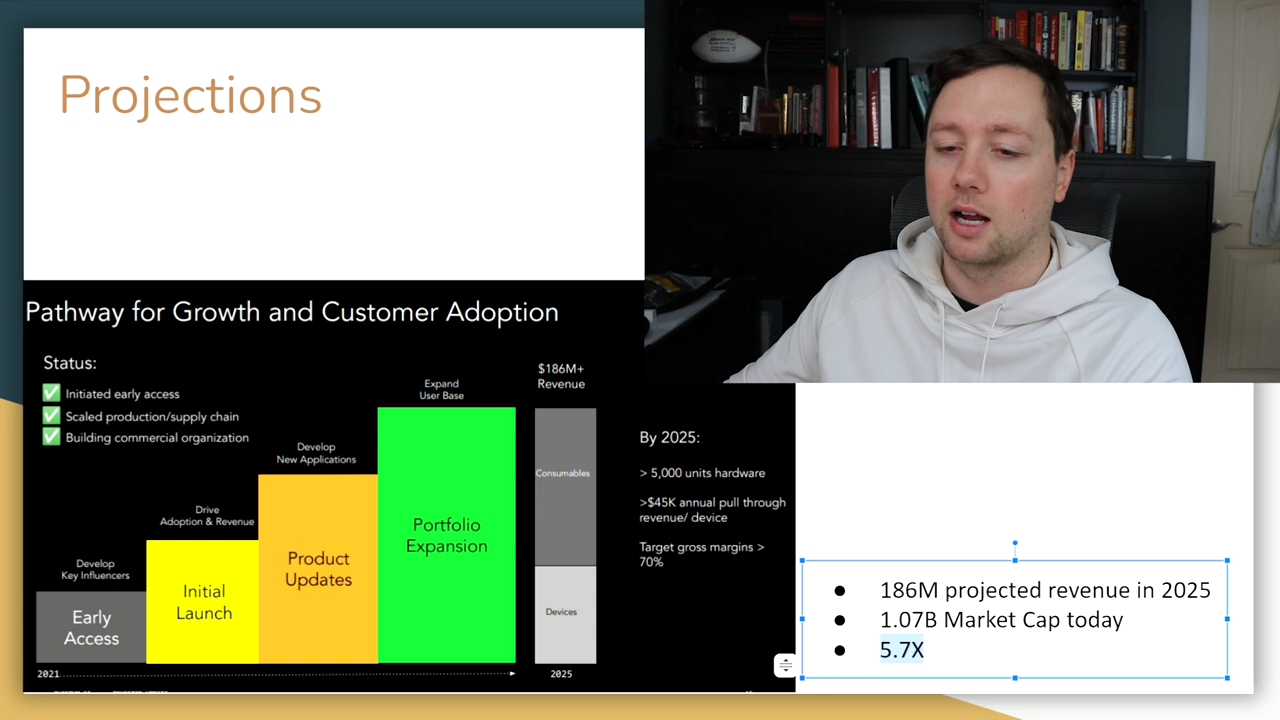 Projections
Pathway for Growth and Customer Adoption
Status:
✅ Initiated early access
✅ Scaled production/supply chain
✅ Building commercial organization
Develop
Key Influencers
Early
Access
Drive
Adoption & Revenue
Initial
Launch
Develop
New Applications
Product
Updates
Expand
User Base
Portfolio
Expansion
$186M+
Revenue
Consumables
Devices
2021
2025
By 2025:
> 5,000 units hardware
>$45K annual pull through
revenue/ device
Target gross margins >
70%
● 186M projected revenue in 2025
● 1.07B Market Cap today
● 5.7X